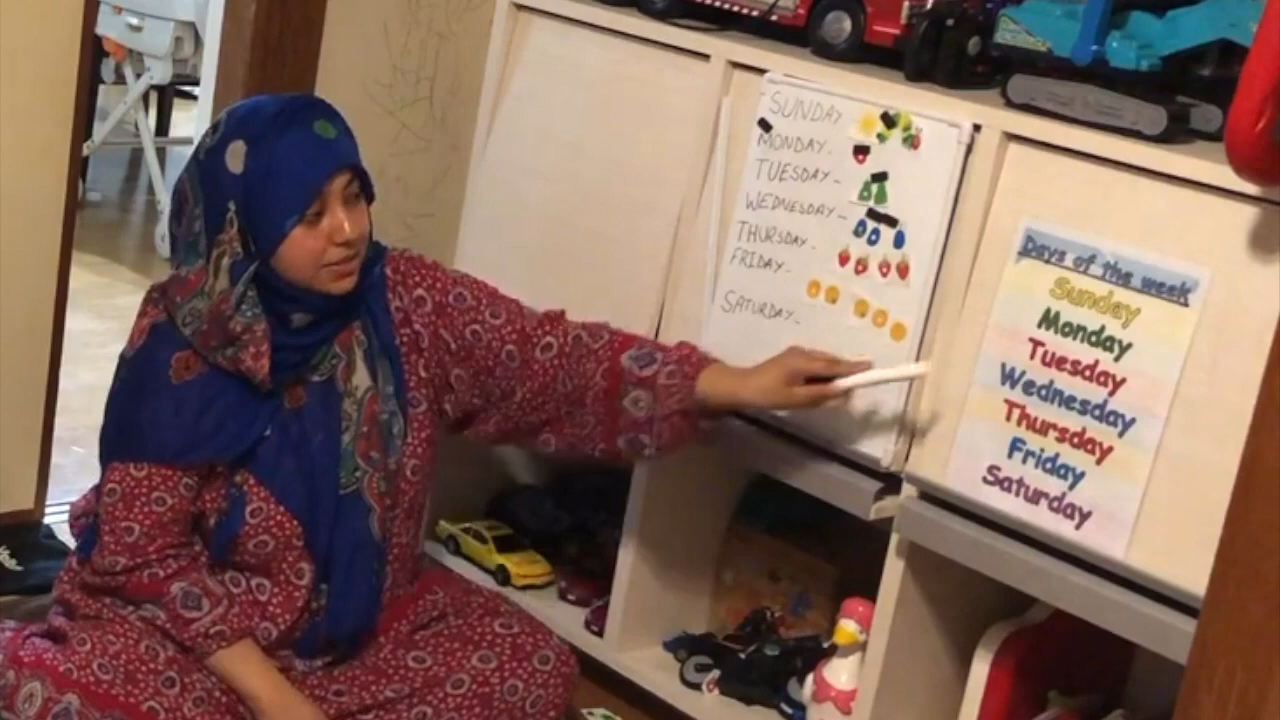 SUNDAY
MONDAY-
TUESDAY-
WEDNESDAY-
THURSDAY-
FRIDAY-
SATURDAY-
Days of the week
Sunday
Monday
Tuesday
Wednesday
Thursday
Friday
Saturday